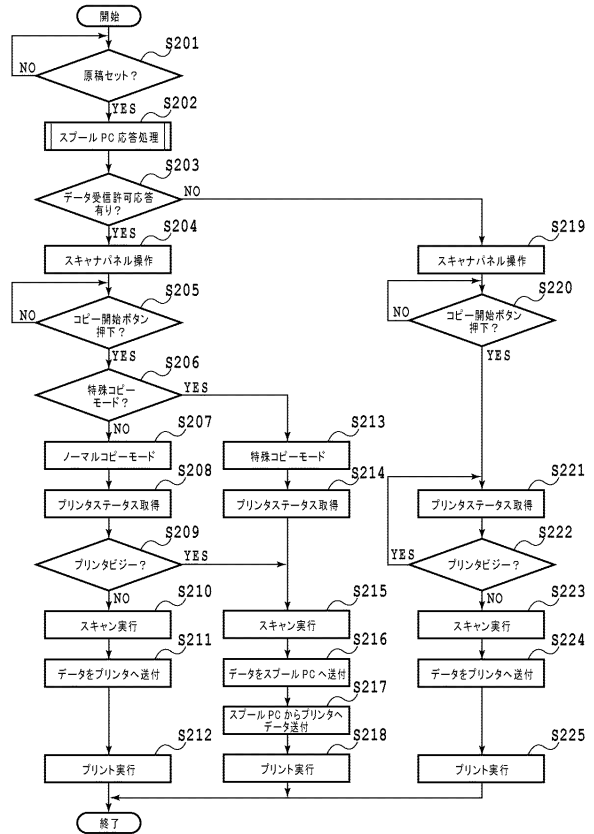 開始
S201
原稿セット?
NO
YES
S202
スプールPC応答処理
S203
データ受信許可応答
有り?
NO
YES
S204
スキャナパネル操作
S219
スキャナパネル操作
S205
コピー開始ボタン
押下?
NO
YES
S220
コピー開始ボタン
押下?
NO
YES
S206
特殊コピー
モード?
YES
NO
S207
ノーマルコピーモード
S213
特殊コピーモード
S208
プリンタステータス取得
S214
プリンタステータス取得
S221
プリンタステータス取得
S209
プリンタビジー?
YES
NO
S222
プリンタビジー?
YES
NO
S210
スキャン実行
S215
スキャン実行
S223
スキャン実行
S211
データをプリンタへ送付
S216
データをスプールPCへ送付
S224
データをプリンタへ送付
S217
スプールPCからプリンタへ
データ送付
S212
プリント実行
S218
プリント実行
S225
プリント実行
終了